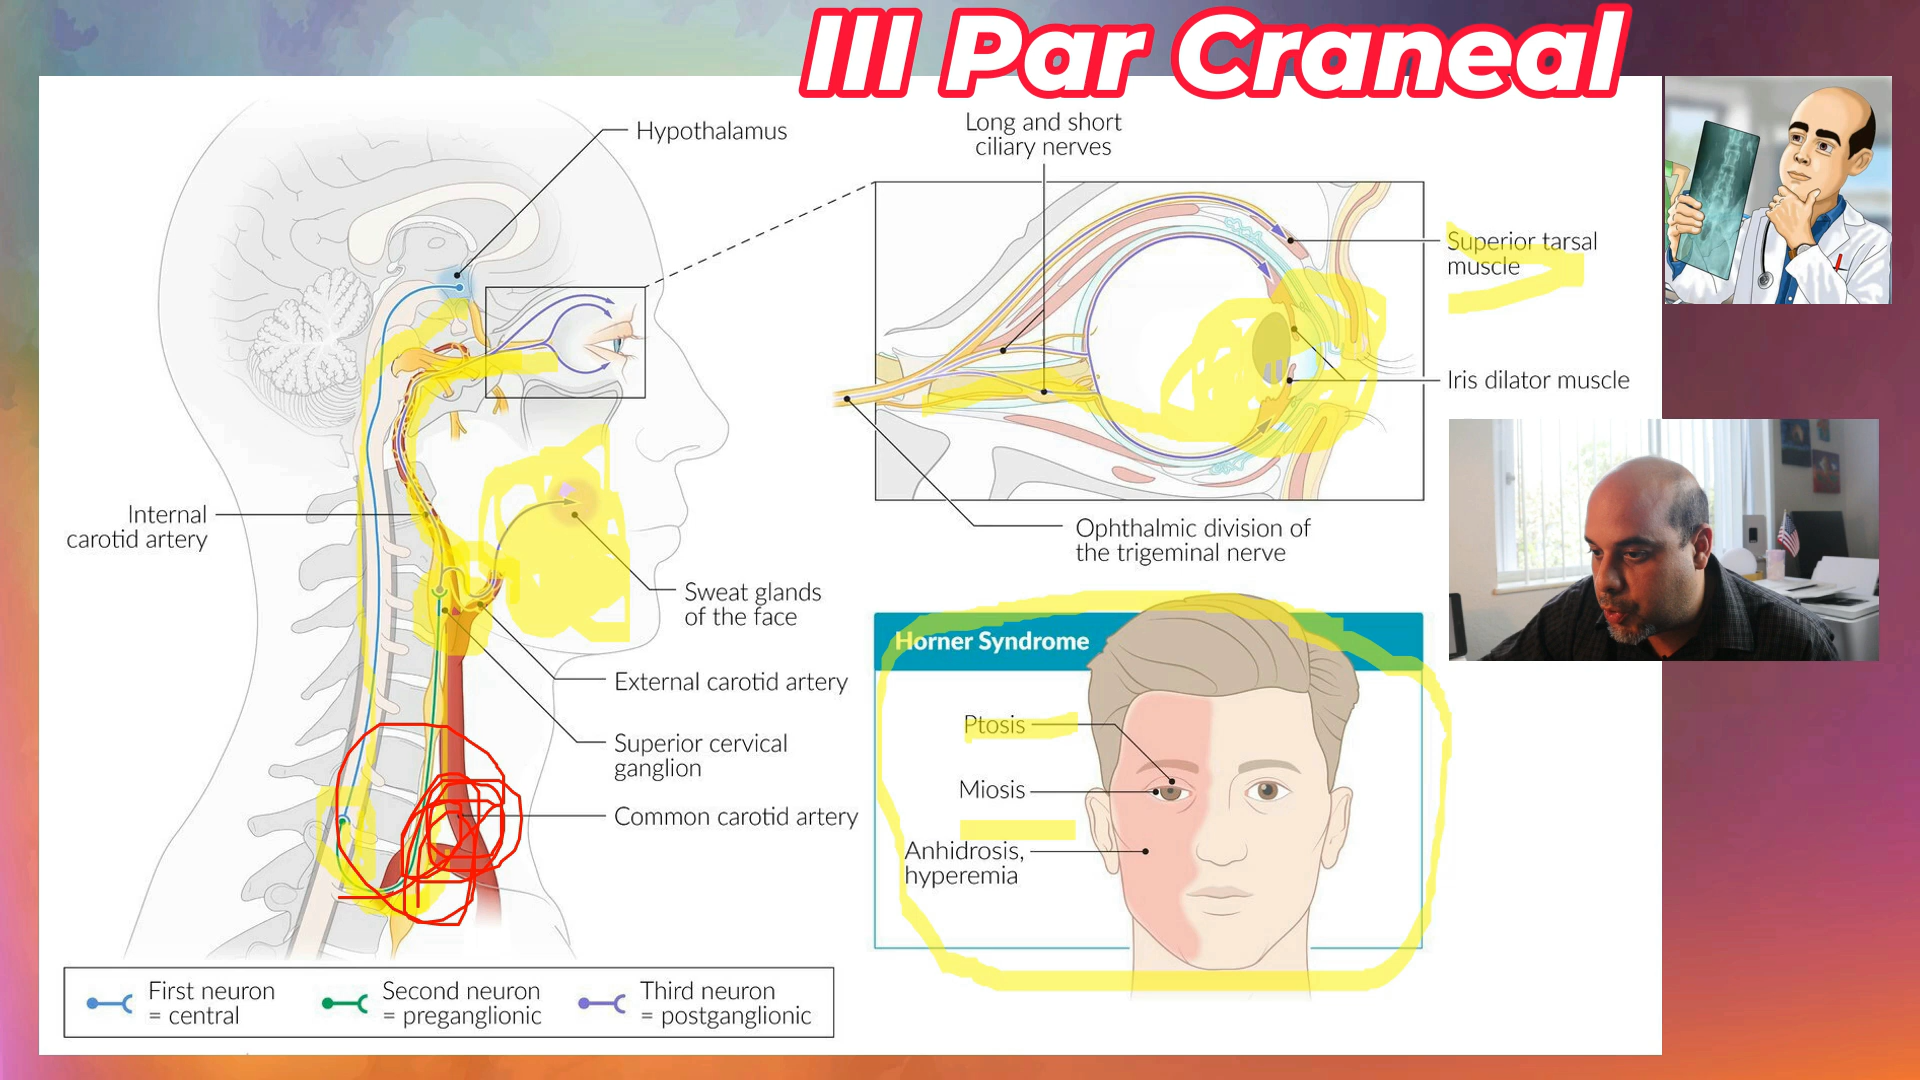 III Par Craneal
Hypothalamus
Long and short
ciliary nerves
Superior tarsal
muscle
Iris dilator muscle
Internal
carotid artery
Ophthalmic division of
the trigeminal nerve
Sweat glands
of the face
External carotid artery
Superior cervical
ganglion
Common carotid artery
Horner Syndrome
Ptosis
Miosis
Anhidrosis,
hyperemia
First neuron
= central
Second neuron
= preganglionic
Third neuron
= postganglionic